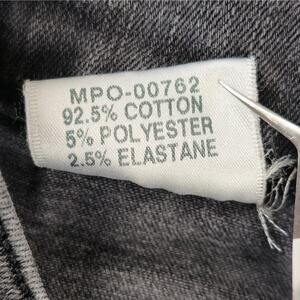 MPO-00762
92.5% COTTON
5% POLYESTER
2.5% ELASTANE